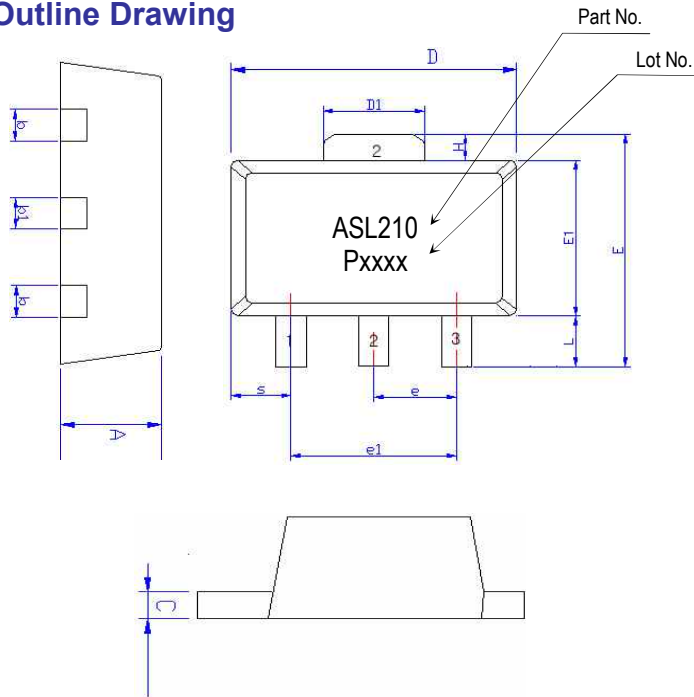 Outline Drawing
Part No.
Lot No.
D
D1
H
2
b
b1
b
ASL210
Pxxxx
E1
E
1
2
3
L
s
e
e1
A
C